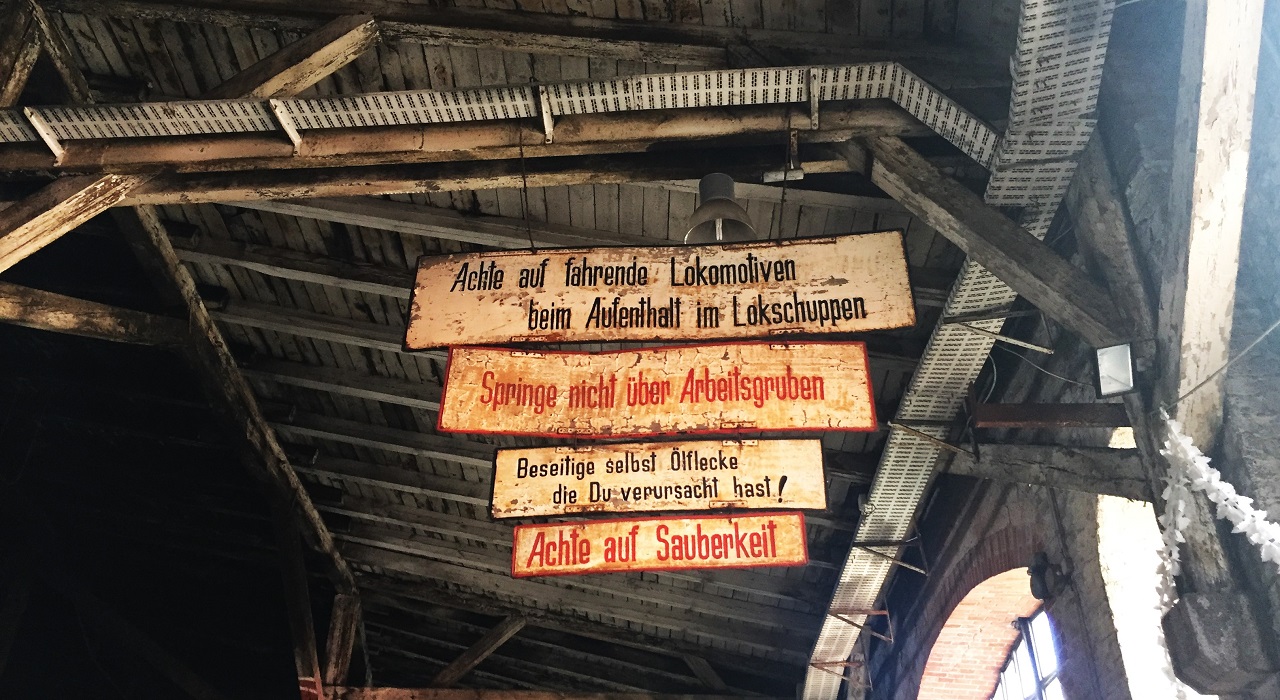 Achte auf fahrende Lokomotiven
beim Aufenthalt im Lokschuppen
Springe nicht über Arbeitsgruben
Beseitige selbst Ölflecke
die Du verursacht hast!
Achte auf Sauberkeit